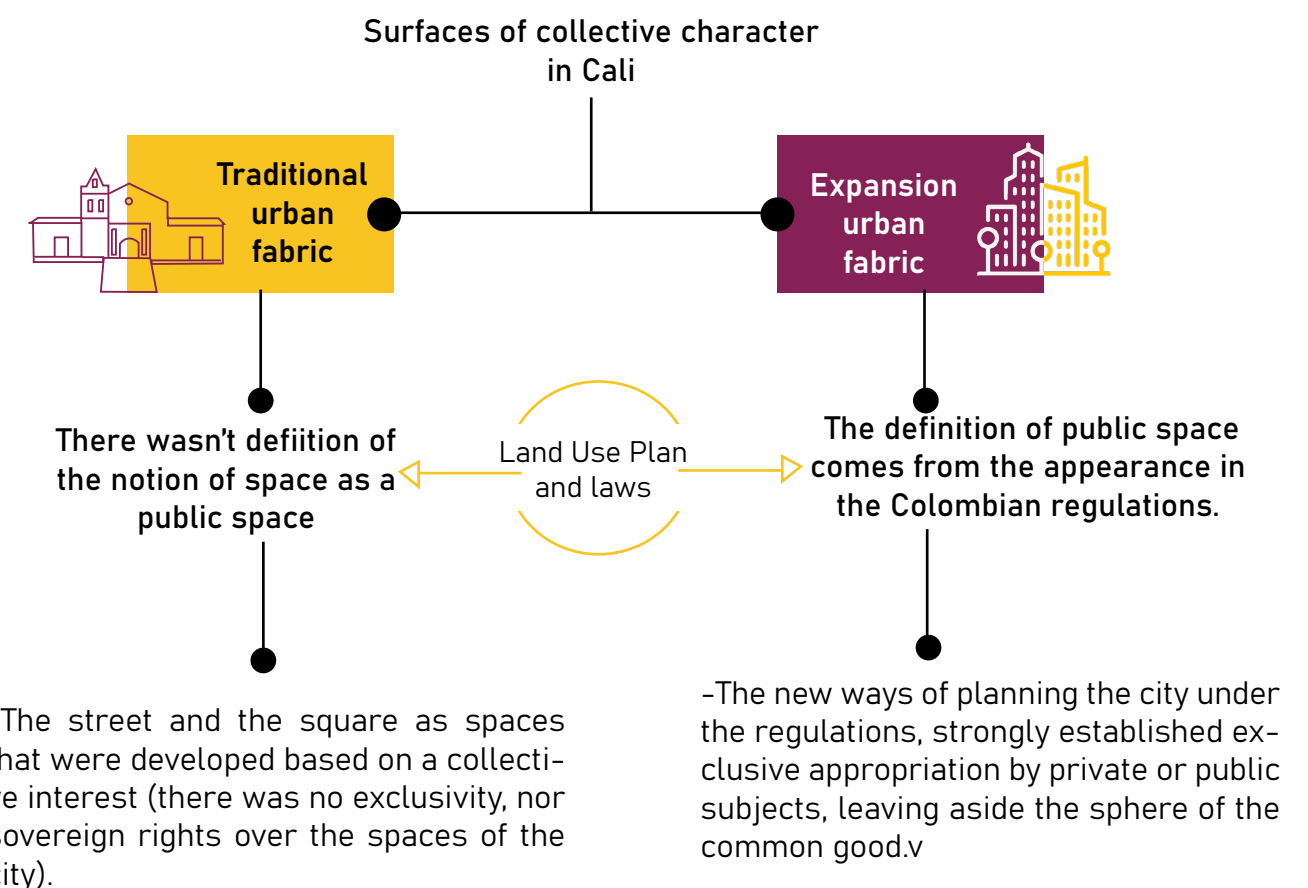 Surfaces of collective character
in Cali
Traditional
urban
fabric
Expansion
urban
fabric
There wasn't defiition of
the notion of space as a
public space
Land Use Plan
and laws
The definition of public space
comes from the appearance in
the Colombian regulations.
The street and the square as spaces
hat were developed based on a collecti-
e interest (there was no exclusivity, nor
sovereign rights over the spaces of the
city).
-The new ways of planning the city under
the regulations, strongly established ex-
clusive appropriation by private or public
subjects, leaving aside the sphere of the
common good.v